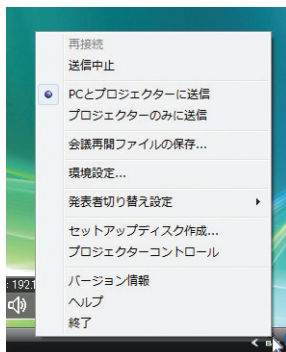 再接続
送信中止
PCとプロジェクターに送信
プロジェクターのみに送信
会議再開ファイルの保存...
環境設定...
発表者切り替え設定
セットアップディスク作成...
プロジェクターコントロール
バージョン情報
: 192.1
ヘルプ
終了